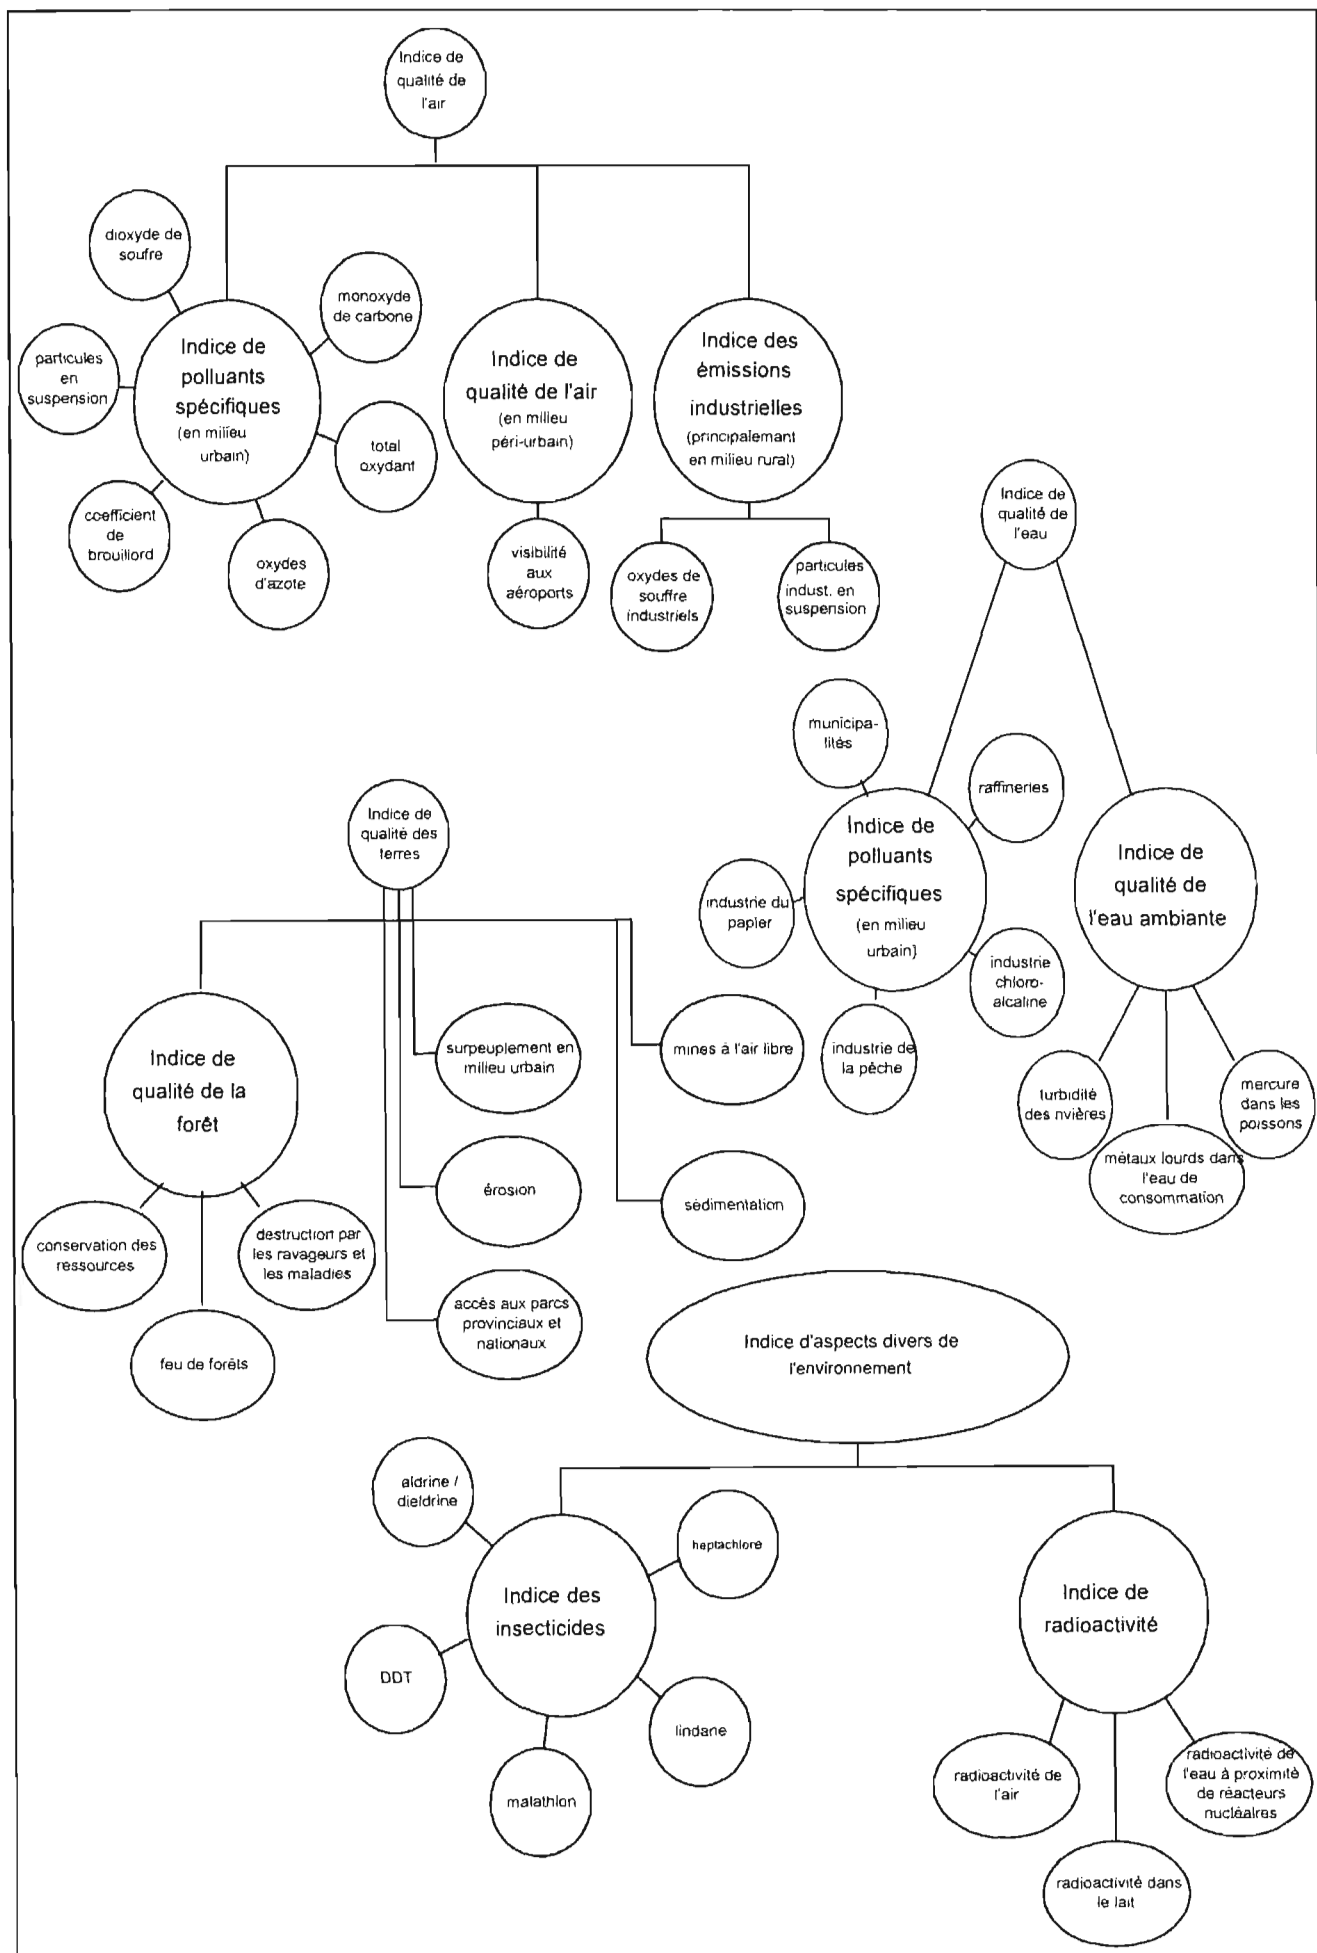 Indice de
qualité de
l'air
dioxyde de
soufre
monoxyde
de carbone
particules
en
suspension
Indice de
polluants
spécifiques
(en milieu
urbain)
total
oxydant
coefficient
de
brouillord
oxydes
d'azote
Indice de
qualité de l'air
(en milieu
péri-urbain)
visibilité
aux
aéroports
Indice des
émissions
industrielles
(principalemant
en milieu rural)
oxydes de
souffre
industriels
particules
indust. en
suspension
Indice de
qualité de
l'eau
municipa-
lités
raffineries
Indice de
polluants
spécifiques
(en milieu
urbain)
industrie du
papier
industrie
chloro-
alcaline
industrie de
la pêche
Indice de
qualité de
l'eau ambiante
turbidité
des rivières
métaux lourds dans
l'eau de
consommation
mercure
dans les
poissons
Indice de
qualité des
terres
Indice de
qualité de la
forêt
conservation des
ressources
feu de forêts
destruction par
les ravageurs et
les maladies
surpeuplement en
milieu urbain
érosion
accès aux parcs
provinciaux et
nationaux
mines à l'air libre
sédimentation
Indice d'aspects divers de
l'environnement
aldrine /
dieldrine
heptachlore
Indice des
insecticides
DDT
lindane
malathion
Indice de
radioactivité
radioactivité de
l'air
radioactivité dans
le lait
radioactivité de
l'eau à proximité
de réacteurs
nucléaires